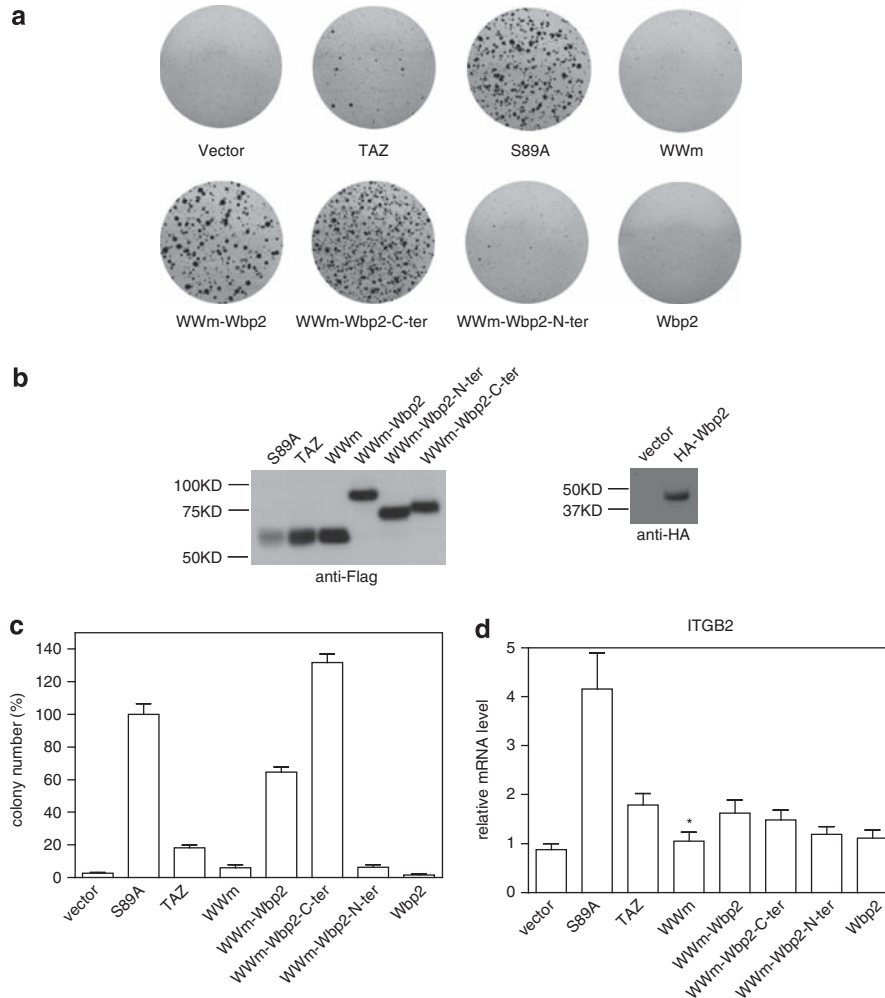 a
Vector
TAZ
S89A
WWm
WWm-Wbp2
WWm-Wbp2-C-ter
WWm-Wbp2-N-ter
Wbp2
b
S89A
TAZ
WWm
WWm-Wbp2
WWm-Wbp2-N-ter
WWm-Wbp2-C-ter
100KD
75KD
50KD
anti-Flag
vector
HA-Wbp2
50KD
37KD
anti-HA
c
colony number (%)
140
120
100
80
60
40
20
0
vector
S89A
TAZ
WWm
WWm-Wbp2
WWm-Wbp2-C-ter
WWm-Wbp2-N-ter
Wbp2
d
ITGB2
relative mRNA level
5
4
3
2
1
0
*
vector
S89A
TAZ
WWm
WWm-Wbp2
WWm-Wbp2-C-ter
WWm-Wbp2-N-ter
Wbp2